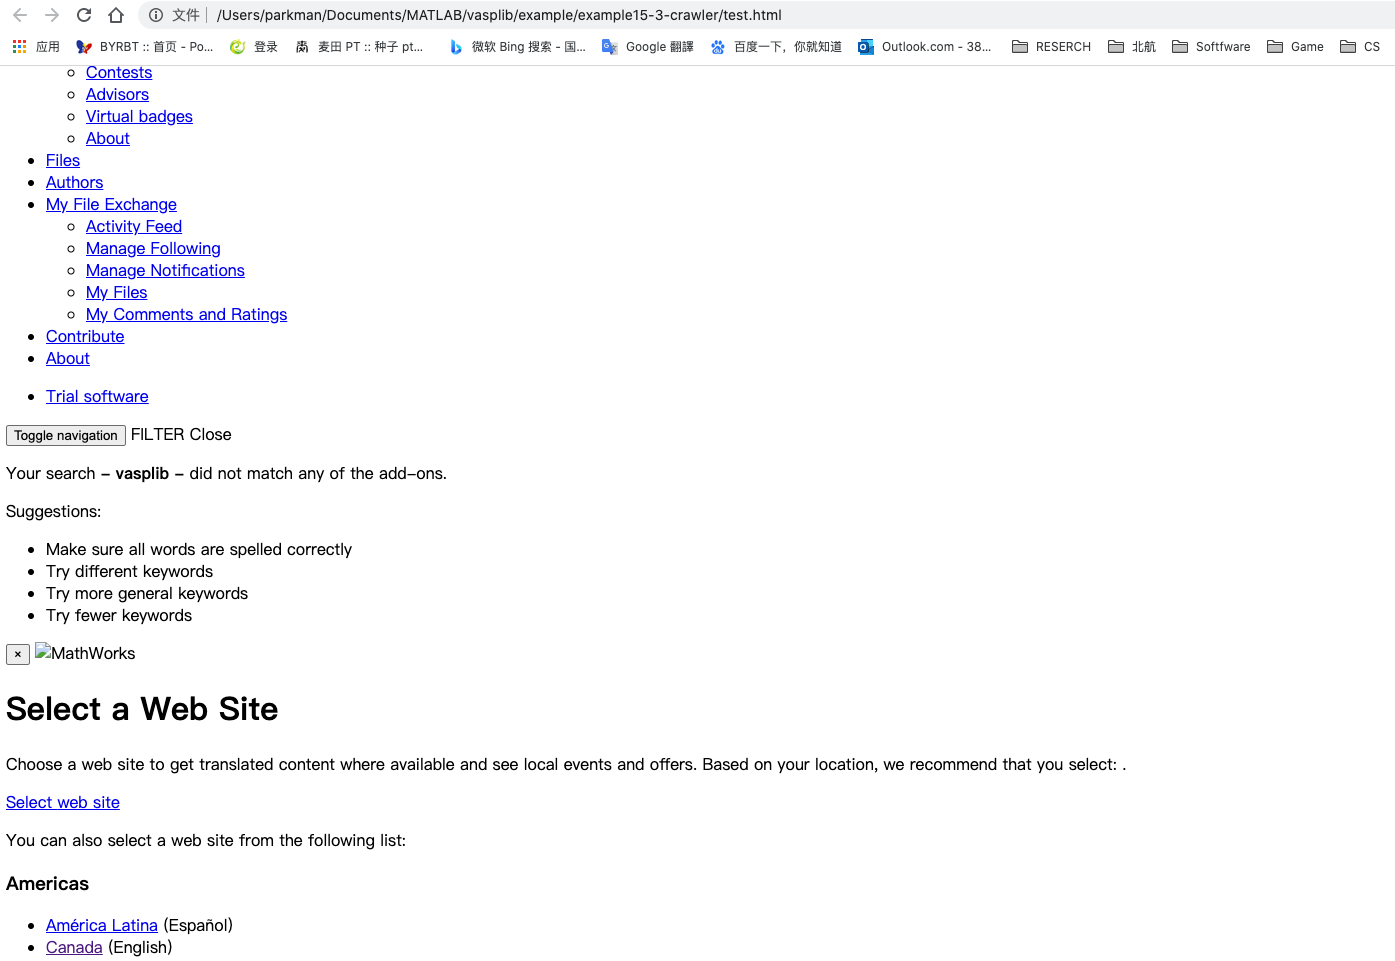 文件 /Users/parkman/Documents/MATLAB/vasplib/example/example15-3-crawler/test.html
应用 BYRBT :: 首页 - Po... 登录 麦田 PT :: 种子 pt... 微软 Bing 搜索 - 国... Google 翻譯 百度一下，你就知道 Outlook.com - 38... RESERCH 北航 Softfware Game CS
Contests
Advisors
Virtual badges
About
Files
Authors
My File Exchange
Activity Feed
Manage Following
Manage Notifications
My Files
My Comments and Ratings
Contribute
About
Trial software
Toggle navigation FILTER Close
Your search - vasplib - did not match any of the add-ons.
Suggestions:
Make sure all words are spelled correctly
Try different keywords
Try more general keywords
Try fewer keywords
× MathWorks
Select a Web Site
Choose a web site to get translated content where available and see local events and offers. Based on your location, we recommend that you select: .
Select web site
You can also select a web site from the following list:
Americas
América Latina (Español)
Canada (English)